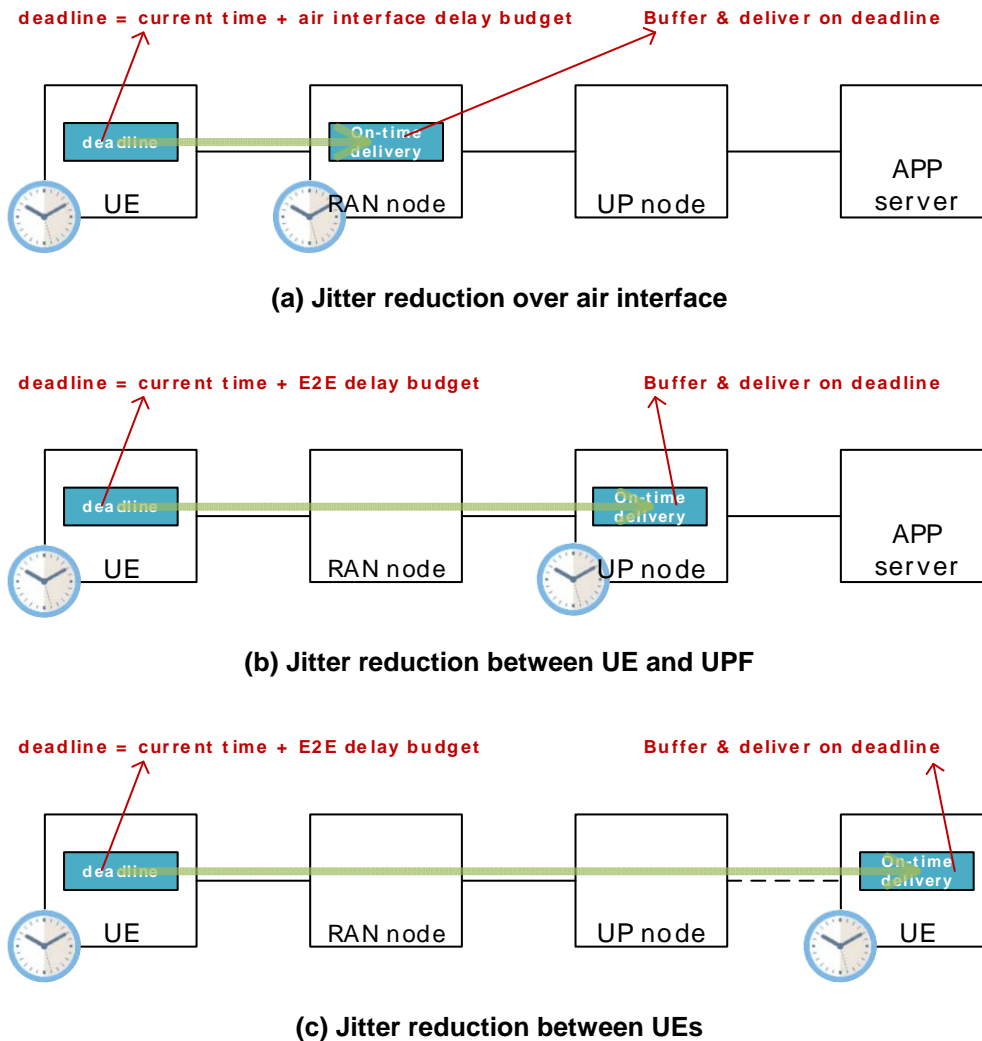 deadline = current time + air interface delay budget
Buffer & deliver on deadline
deadline
On-time
delivery
UE
RAN node
UP node
APP
server
(a) Jitter reduction over air interface
deadline = current time + E2E delay budget
Buffer & deliver on deadline
deadline
On-time
delivery
UE
RAN node
UP node
APP
server
(b) Jitter reduction between UE and UPF
deadline = current time + E2E delay budget
Buffer & deliver on deadline
deadline
On-time
delivery
UE
RAN node
UP node
UE
(c) Jitter reduction between UEs